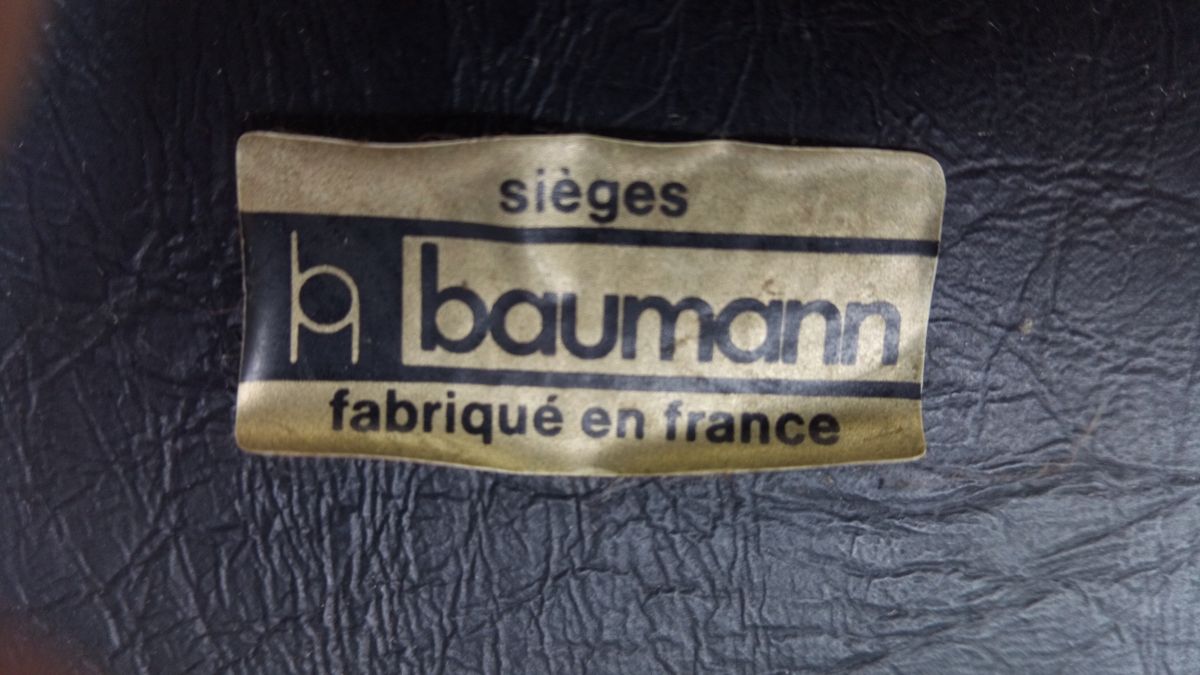 sièges
baumann
fabriqué en france